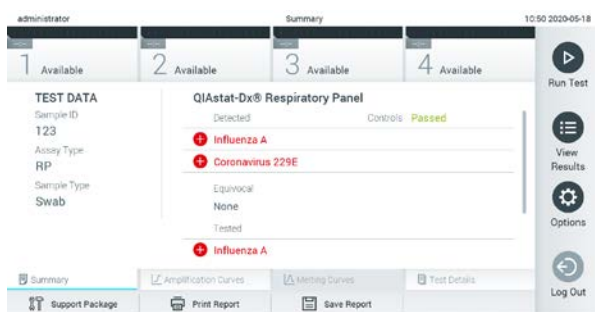 administrator Summary 10:50 2020-05-18
1 Available 2 Available 3 Available 4 Available
Run Test
TEST DATA
Sample ID
123
Assay Type
RP
Sample Type
Swab
QIAstat-Dx® Respiratory Panel
Detected Controls Passed
Influenza A
Coronavirus 229E
Equivocal
None
Tested
Influenza A
View
Results
Options
Log Out
Summary Amplification Curves Melting Curves Test Details
Support Package Print Report Save Report